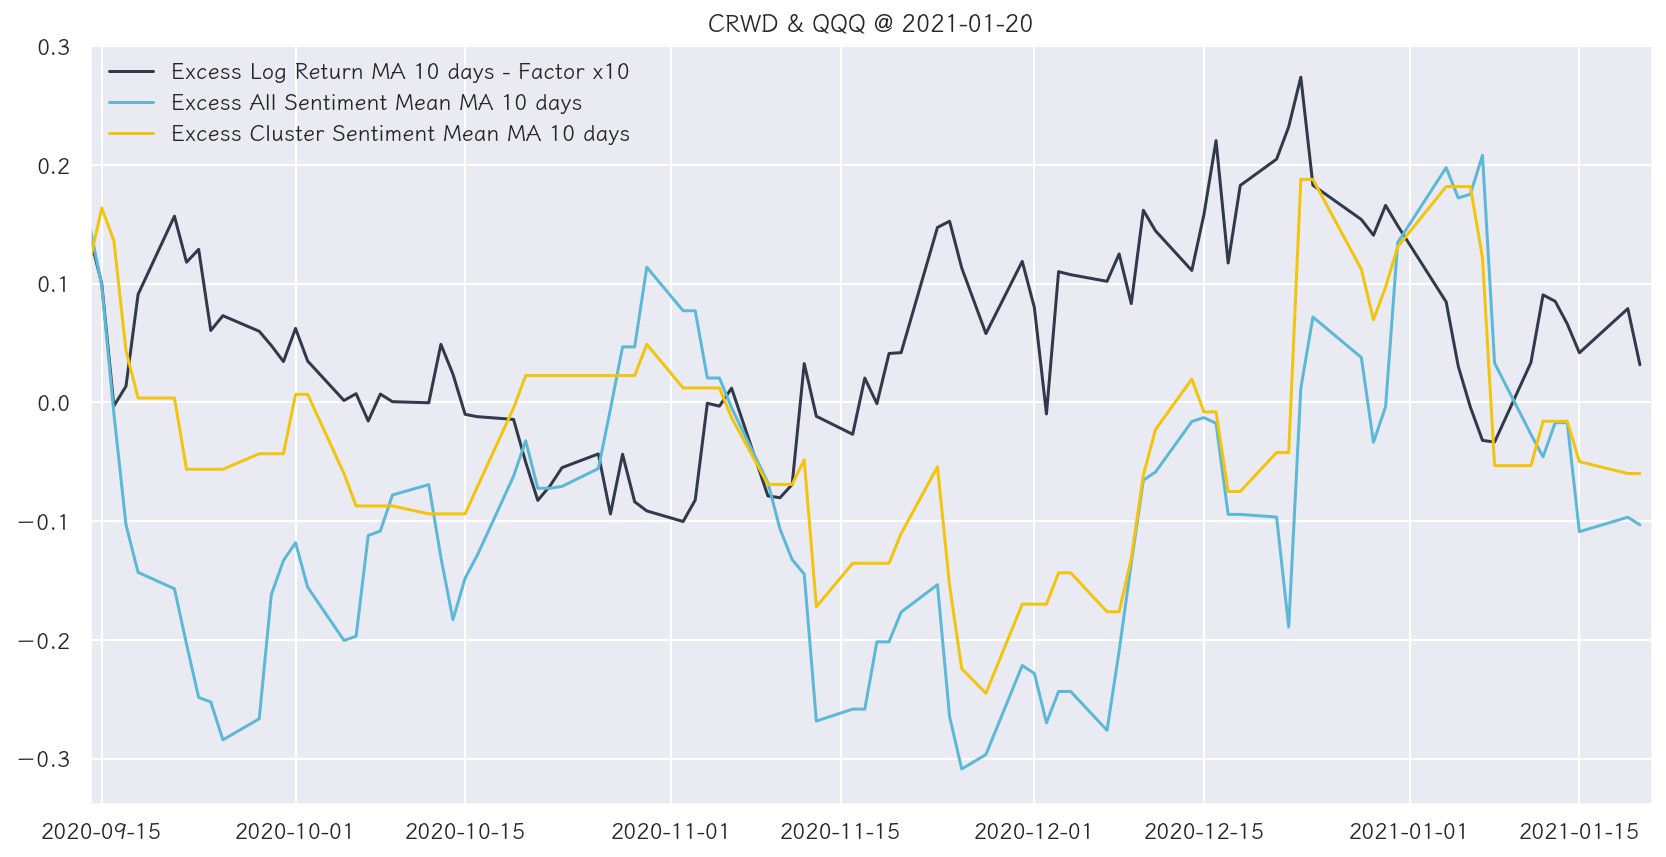 CRWD & QQQ @ 2021-01-20
Excess Log Return MA 10 days - Factor x10
Excess All Sentiment Mean MA 10 days
Excess Cluster Sentiment Mean MA 10 days
0.3
0.2
0.1
0.0
−0.1
−0.2
−0.3
2020-09-15 2020-10-01 2020-10-15 2020-11-01 2020-11-15 2020-12-01 2020-12-15 2021-01-01 2021-01-15